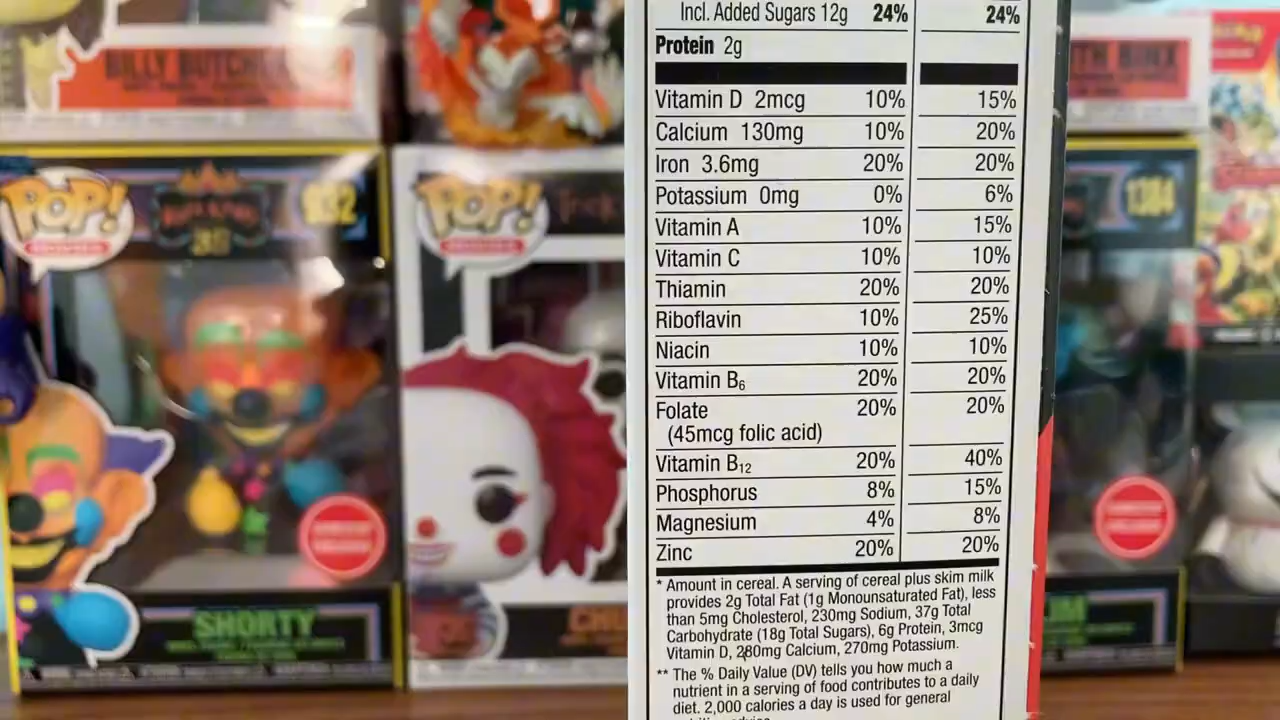 Incl. Added Sugars 12g 24% 24%
Protein 2g
Vitamin D 2mcg 10% 15%
Calcium 130mg 10% 20%
Iron 3.6mg 20% 20%
Potassium 0mg 0% 6%
Vitamin A 10% 15%
Vitamin C 10% 10%
Thiamin 20% 20%
Riboflavin 10% 25%
Niacin 10% 10%
Vitamin B₆ 20% 20%
Folate 20% 20%
(45mcg folic acid)
Vitamin B₁₂ 20% 40%
Phosphorus 8% 15%
Magnesium 4% 8%
Zinc 20% 20%
* Amount in cereal. A serving of cereal plus skim milk
provides 2g Total Fat (1g Monounsaturated Fat), less
than 5mg Cholesterol, 230mg Sodium, 37g Total
Carbohydrate (18g Total Sugars), 6g Protein, 3mcg
Vitamin D, 280mg Calcium, 270mg Potassium.
** The % Daily Value (DV) tells you how much a
nutrient in a serving of food contributes to a daily
diet. 2,000 calories a day is used for general
BILLY BUTCHER
POP!
POP!
SHORTY
1384